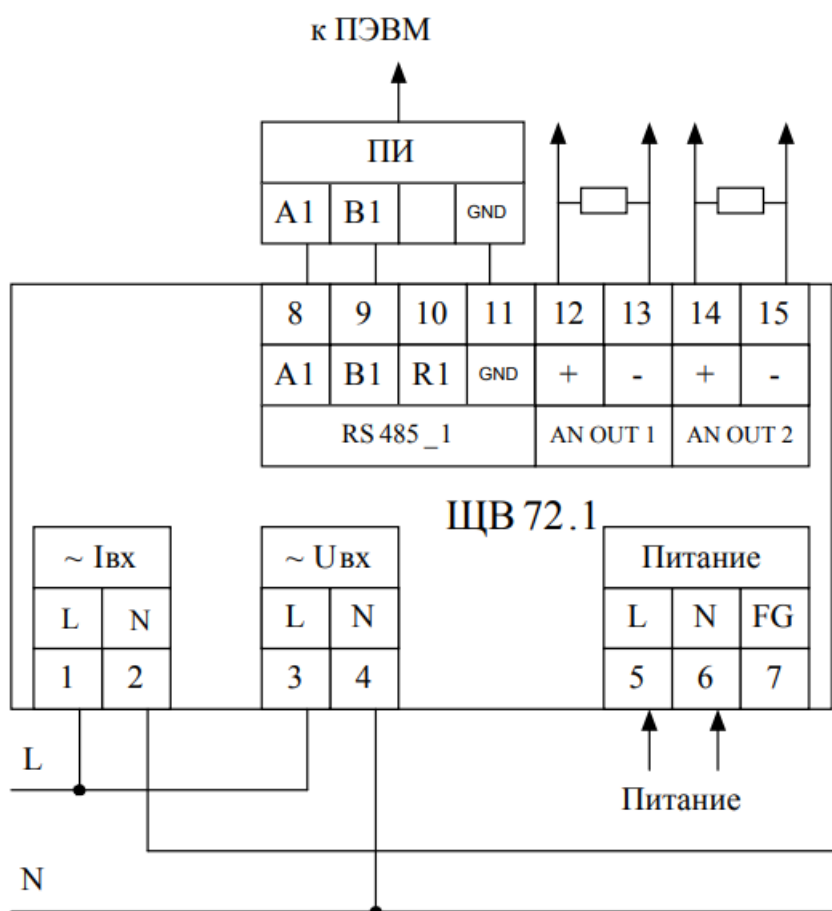 к ПЭВМ
ПИ
A1 B1 GND
8 9 10 11 12 13 14 15
A1 B1 R1 GND + - + -
RS 485 _1 AN OUT 1 AN OUT 2
ЩВ 72.1
~ Iвх ~ Uвх Питание
L N L N L N FG
1 2 3 4 5 6 7
L
Питание
N